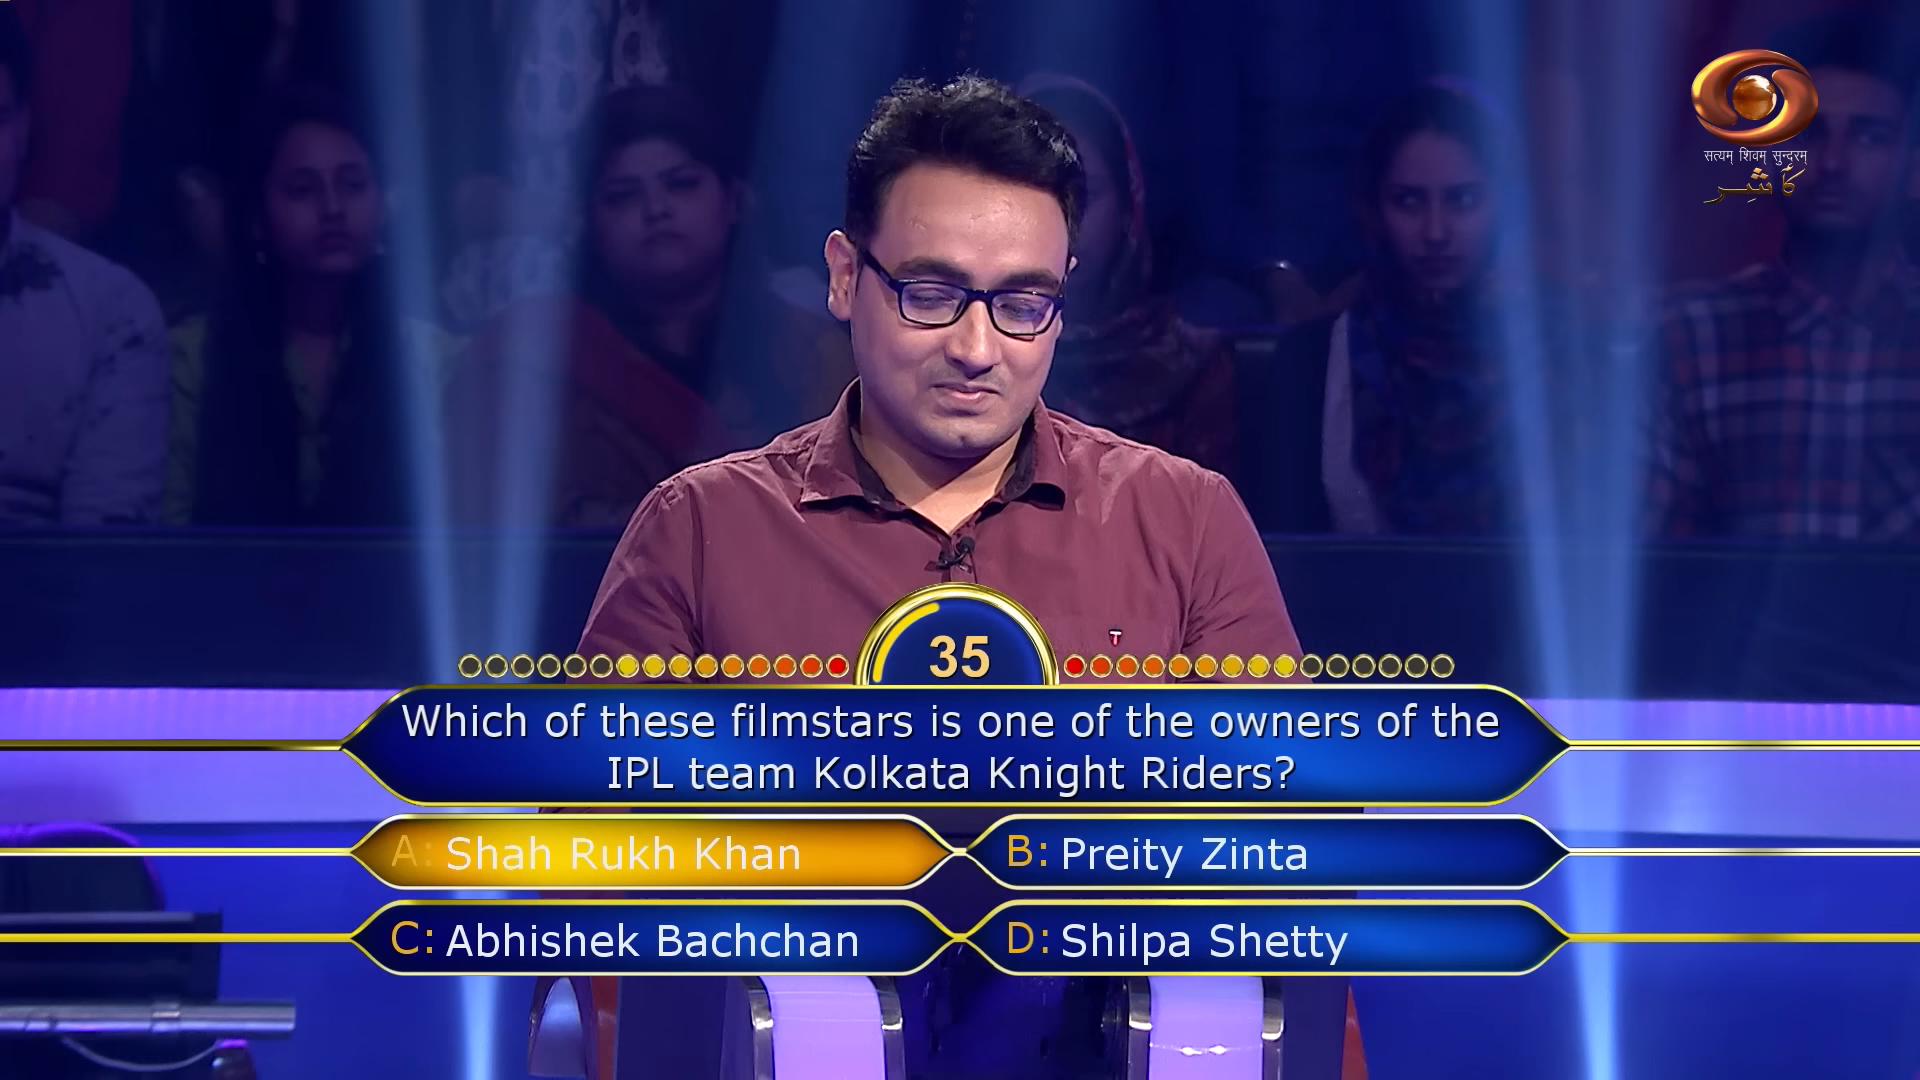 सत्यम् शिवम् सुन्दरम्
کٲشِر
35
Which of these filmstars is one of the owners of the
IPL team Kolkata Knight Riders?
A: Shah Rukh Khan
B: Preity Zinta
C: Abhishek Bachchan
D: Shilpa Shetty